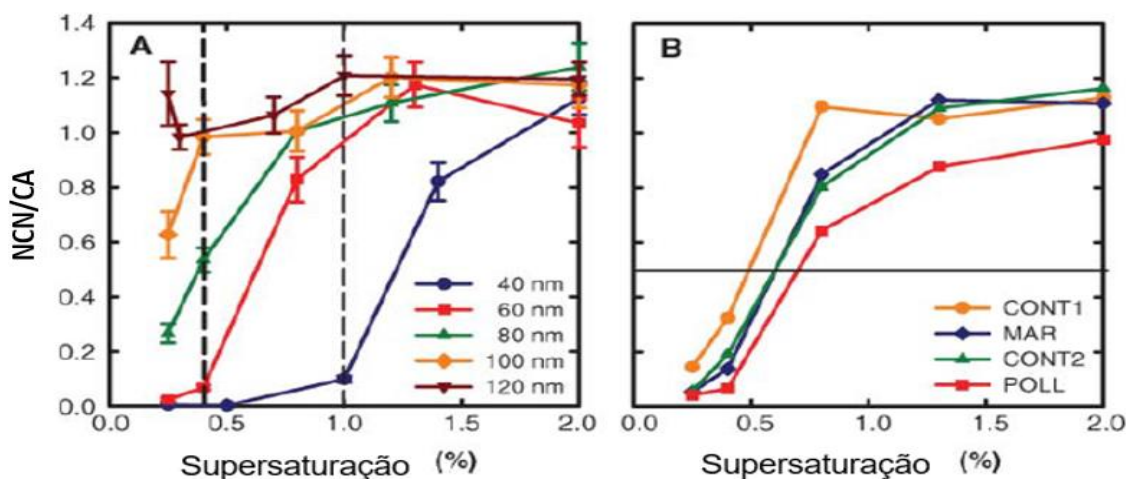 NCN/CA
1.4
1.2
1.0
0.8
0.6
0.4
0.2
0.0
A
40 nm
60 nm
80 nm
100 nm
120 nm
0.0 0.5 1.0 1.5 2.0
Supersaturação (%)
B
CONT1
MAR
CONT2
POLL
0.0 0.5 1.0 1.5 2.0
Supersaturação (%)